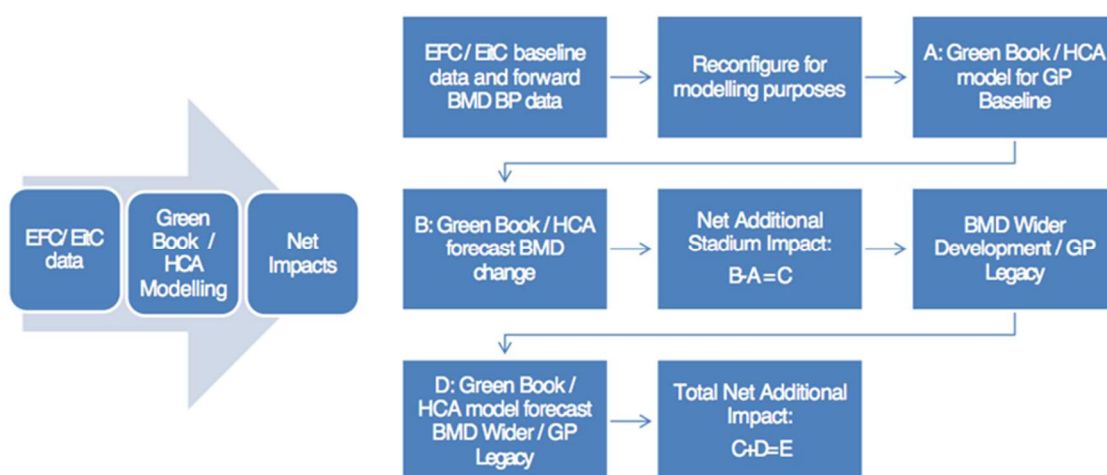 EFC/ EitC
data
Green
Book /
HCA
Modelling
Net
Impacts
EFC/ EitC baseline
data and forward
BMD BP data
Reconfigure for
modelling purposes
A: Green Book / HCA
model for GP
Baseline
B: Green Book / HCA
forecast BMD
change
Net Additional
Stadium Impact:
B-A=C
BMD Wider
Development / GP
Legacy
D: Green Book /
HCA model forecast
BMD Wider / GP
Legacy
Total Net Additional
Impact:
C+D=E